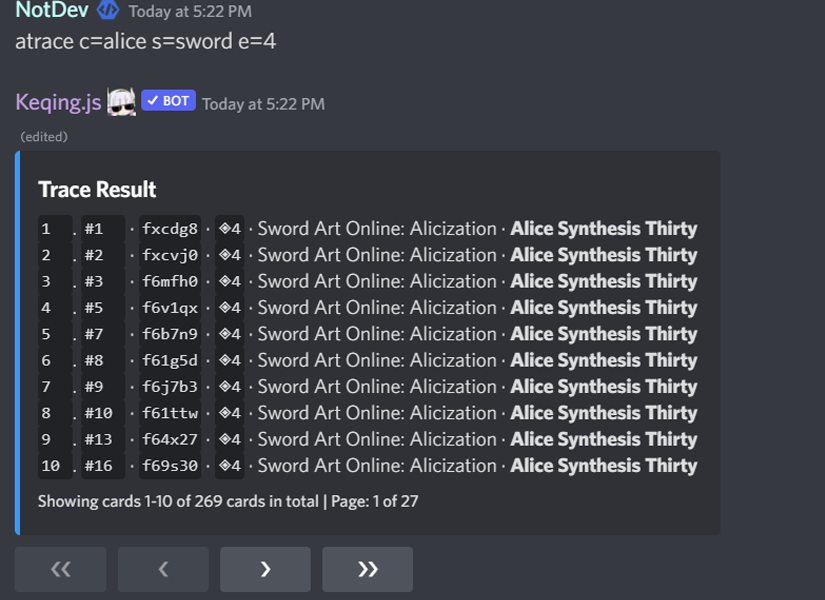 NotDev Today at 5:22 PM
atrace c=alice s=sword e=4
Keqing.js ✓ BOT Today at 5:22 PM
(edited)
Trace Result
1 . #1 · fxcdg8 · ◈4 · Sword Art Online: Alicization · Alice Synthesis Thirty
2 . #2 · fxcvj0 · ◈4 · Sword Art Online: Alicization · Alice Synthesis Thirty
3 . #3 · f6mfh0 · ◈4 · Sword Art Online: Alicization · Alice Synthesis Thirty
4 . #5 · f6v1qx · ◈4 · Sword Art Online: Alicization · Alice Synthesis Thirty
5 . #7 · f6b7n9 · ◈4 · Sword Art Online: Alicization · Alice Synthesis Thirty
6 . #8 · f61g5d · ◈4 · Sword Art Online: Alicization · Alice Synthesis Thirty
7 . #9 · f6j7b3 · ◈4 · Sword Art Online: Alicization · Alice Synthesis Thirty
8 . #10 · f61ttw · ◈4 · Sword Art Online: Alicization · Alice Synthesis Thirty
9 . #13 · f64x27 · ◈4 · Sword Art Online: Alicization · Alice Synthesis Thirty
10 . #16 · f69s30 · ◈4 · Sword Art Online: Alicization · Alice Synthesis Thirty
Showing cards 1-10 of 269 cards in total | Page: 1 of 27